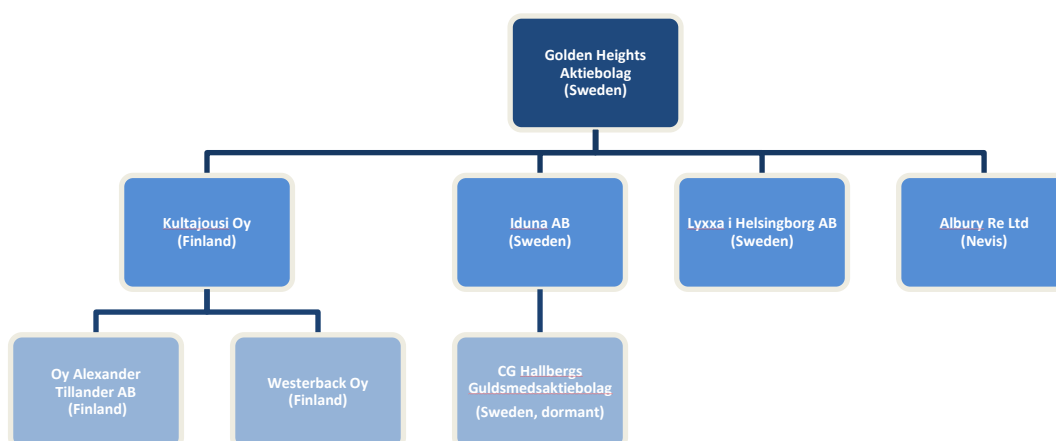 Golden Heights
Aktiebolag
(Sweden)
Kultajousi Oy
(Finland)
Iduna AB
(Sweden)
Lyxxa i Helsingborg AB
(Sweden)
Albury Re Ltd
(Nevis)
Oy Alexander
Tillander AB
(Finland)
Westerback Oy
(Finland)
CG Hallbergs
Guldsmedsaktiebolag
(Sweden, dormant)